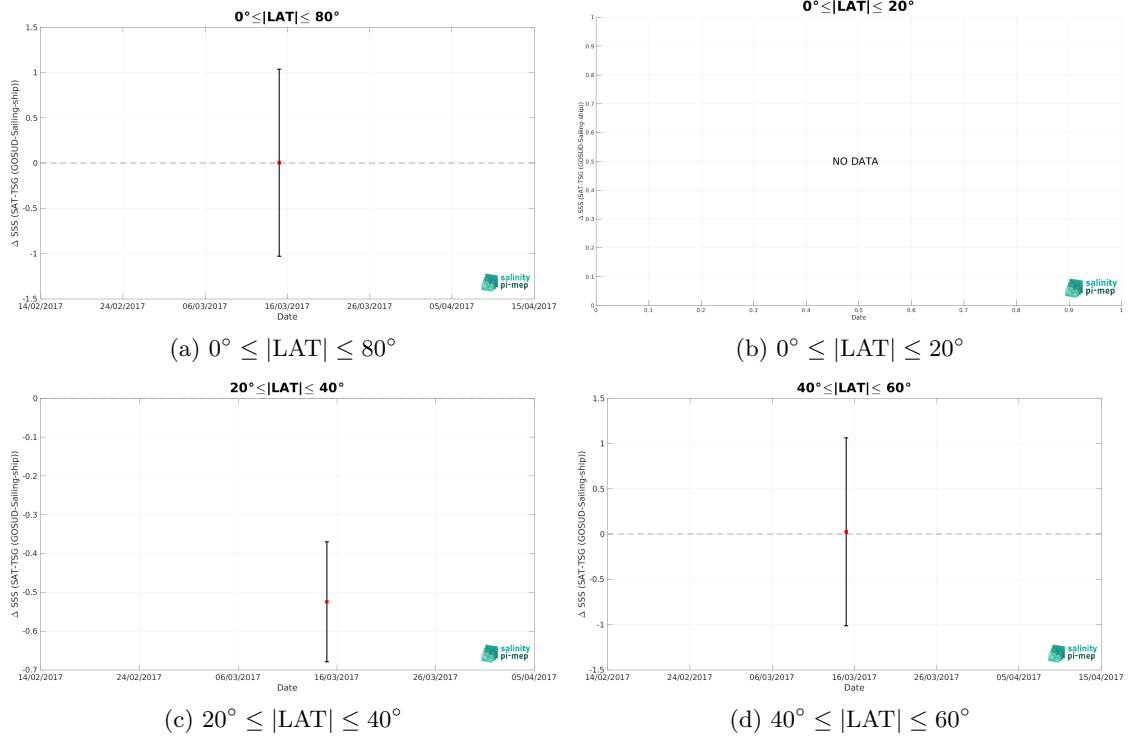 0°≤|LAT|≤ 80°
1.5
1
0.5
0
-0.5
-1
-1.5
Δ SSS (SAT-TSG (GOSUD-Sailing-ship))
14/02/2017 24/02/2017 06/03/2017 16/03/2017 26/03/2017 05/04/2017 15/04/2017
Date
salinity
pi-mep
(a) 0° ≤ |LAT| ≤ 80°
0°≤|LAT|≤ 20°
1
0.9
0.8
0.7
0.6
0.5
0.4
0.3
0.2
0.1
0
Δ SSS (SAT-TSG (GOSUD-Sailing-ship))
NO DATA
0 0.1 0.2 0.3 0.4 0.5 0.6 0.7 0.8 0.9 1
Date
salinity
pi-mep
(b) 0° ≤ |LAT| ≤ 20°
20°≤|LAT|≤ 40°
0
-0.1
-0.2
-0.3
-0.4
-0.5
-0.6
-0.7
Δ SSS (SAT-TSG (GOSUD-Sailing-ship))
14/02/2017 24/02/2017 06/03/2017 16/03/2017 26/03/2017 05/04/2017
Date
salinity
pi-mep
(c) 20° ≤ |LAT| ≤ 40°
40°≤|LAT|≤ 60°
1.5
1
0.5
0
-0.5
-1
-1.5
Δ SSS (SAT-TSG (GOSUD-Sailing-ship))
14/02/2017 24/02/2017 06/03/2017 16/03/2017 26/03/2017 05/04/2017 15/04/2017
Date
salinity
pi-mep
(d) 40° ≤ |LAT| ≤ 60°